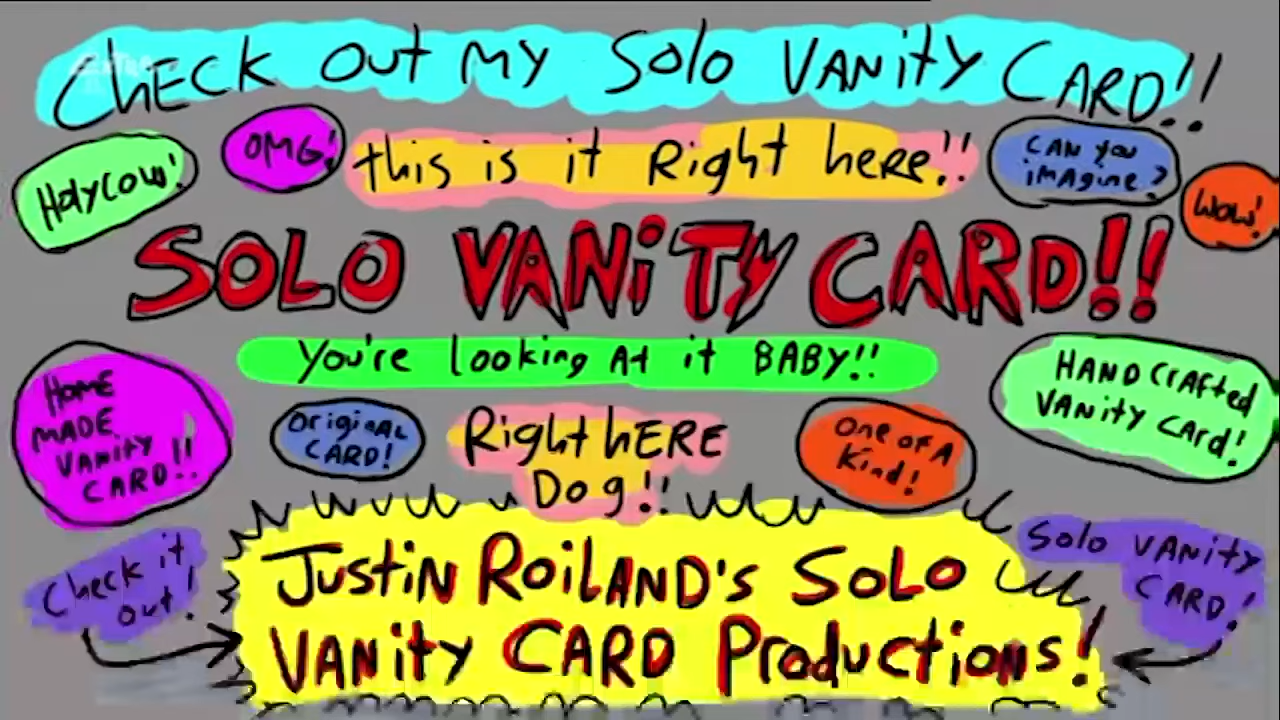 CHECK Out MY Solo VANity CARD!!
OMG!
this is it Right here!!
CAN you
iMAgine?
HolyCow!
WoW!
SOLO VANiTy CARD!!
You're looking At it BABY!!
HOME
MADE
VANity
CARD!!
OrigiNAL
CARD!
Right hERE
Dog!!
One of A
Kind!
HAND CrAfted
VANity CArd!
Check it
out!
Solo VANity
CARD!
JustiN RoilAND's SoLo
VANity CARD Productions!